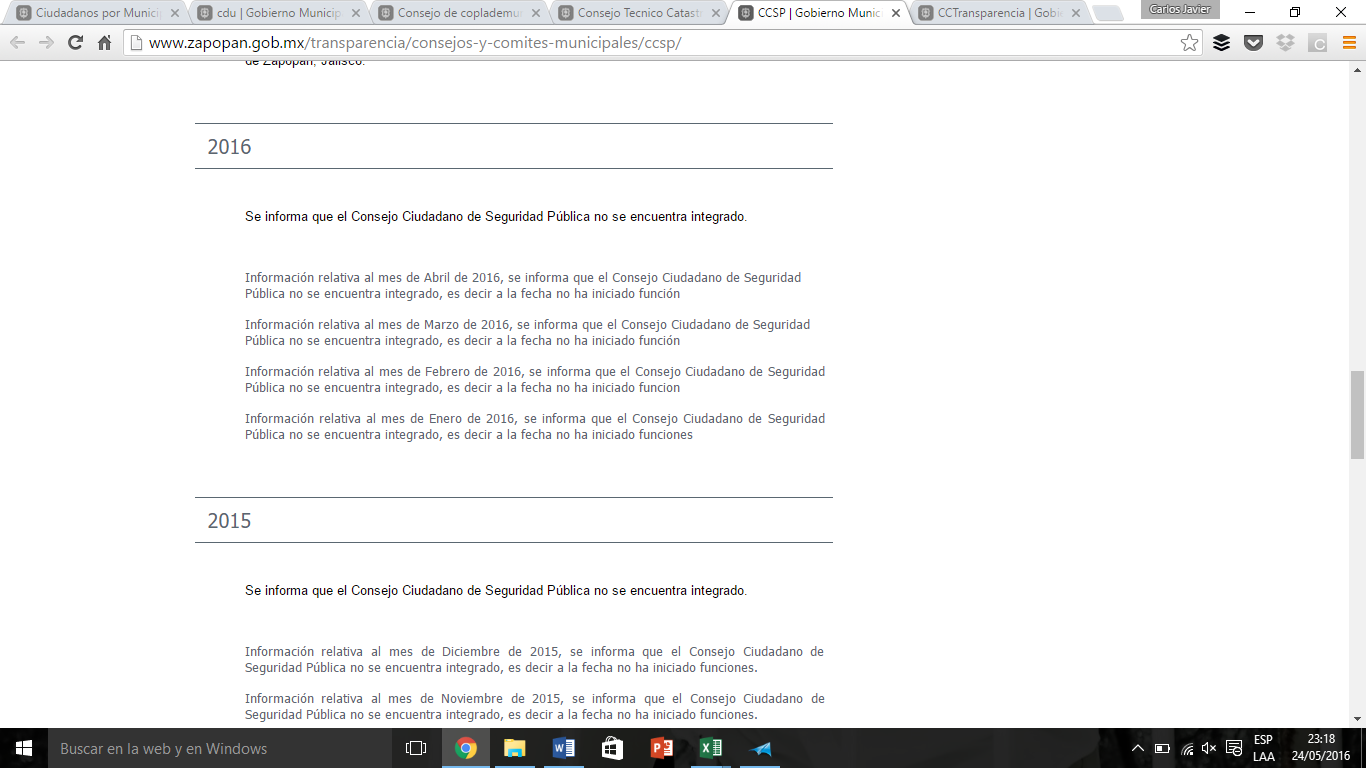 Ciudadanos por Munici
cdu | Gobierno Municip
Consejo de coplademu
Consejo Tecnico Catast
CCSP | Gobierno Munic
CCTransparencia | Gobi
Carlos Javier
www.zapopan.gob.mx/transparencia/consejos-y-comites-municipales/ccsp/
de Zapopan, Jalisco.
2016
Se informa que el Consejo Ciudadano de Seguridad Pública no se encuentra integrado.
Información relativa al mes de Abril de 2016, se informa que el Consejo Ciudadano de Seguridad
Pública no se encuentra integrado, es decir a la fecha no ha iniciado función
Información relativa al mes de Marzo de 2016, se informa que el Consejo Ciudadano de Seguridad
Pública no se encuentra integrado, es decir a la fecha no ha iniciado función
Información relativa al mes de Febrero de 2016, se informa que el Consejo Ciudadano de Seguridad
Pública no se encuentra integrado, es decir a la fecha no ha iniciado funcion
Información relativa al mes de Enero de 2016, se informa que el Consejo Ciudadano de Seguridad
Pública no se encuentra integrado, es decir a la fecha no ha iniciado funciones
2015
Se informa que el Consejo Ciudadano de Seguridad Pública no se encuentra integrado.
Información relativa al mes de Diciembre de 2015, se informa que el Consejo Ciudadano de
Seguridad Pública no se encuentra integrado, es decir a la fecha no ha iniciado funciones.
Información relativa al mes de Noviembre de 2015, se informa que el Consejo Ciudadano de
Seguridad Pública no se encuentra integrado, es decir a la fecha no ha iniciado funciones.
Buscar en la web y en Windows
ESP
LAA
23:18
24/05/2016